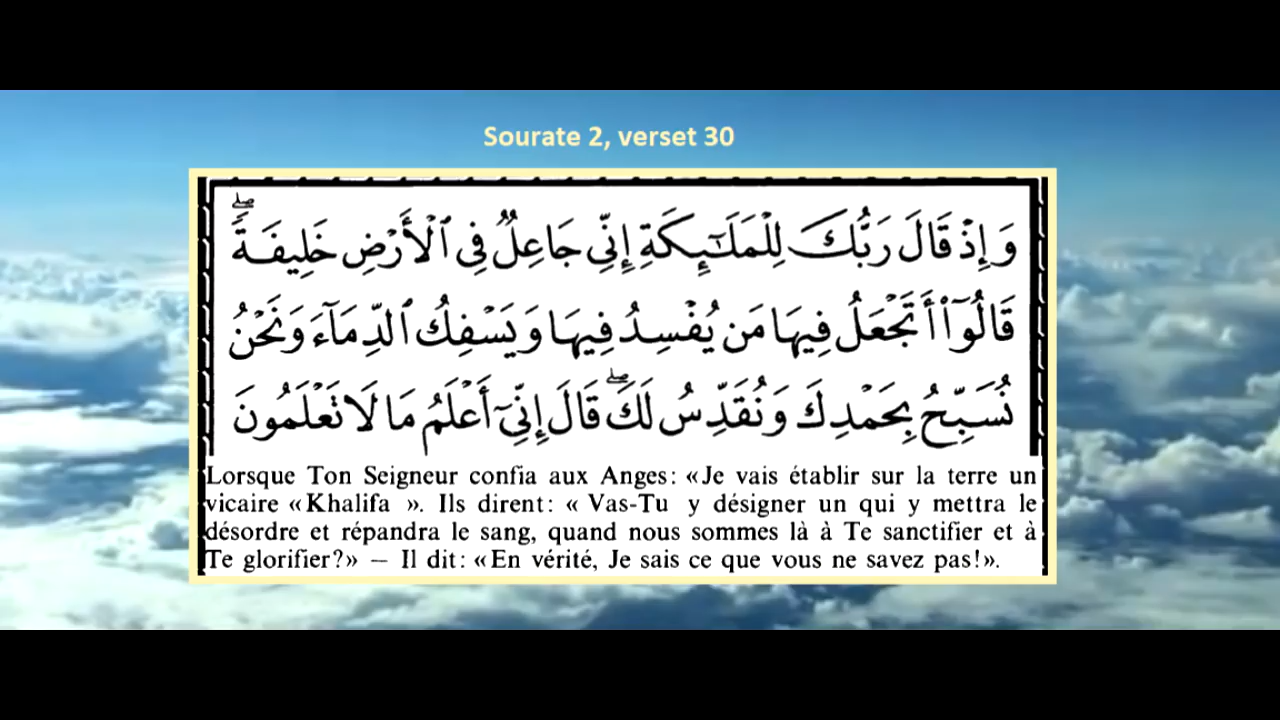 Sourate 2, verset 30
وَإِذْ قَالَ رَبُّكَ لِلْمَلَٰٓئِكَةِ إِنِّي جَاعِلٌ فِي ٱلْأَرْضِ خَلِيفَةً ۖ
قَالُوٓا۟ أَتَجْعَلُ فِيهَا مَن يُفْسِدُ فِيهَا وَيَسْفِكُ ٱلدِّمَآءَ وَنَحْنُ
نُسَبِّحُ بِحَمْدِكَ وَنُقَدِّسُ لَكَ ۖ قَالَ إِنِّيٓ أَعْلَمُ مَا لَا تَعْلَمُونَ
Lorsque Ton Seigneur confia aux Anges: «Je vais établir sur la terre un
vicaire «Khalifa ». Ils dirent: « Vas-Tu y désigner un qui y mettra le
désordre et répandra le sang, quand nous sommes là à Te sanctifier et à
Te glorifier?» — Il dit: «En vérité, Je sais ce que vous ne savez pas!».